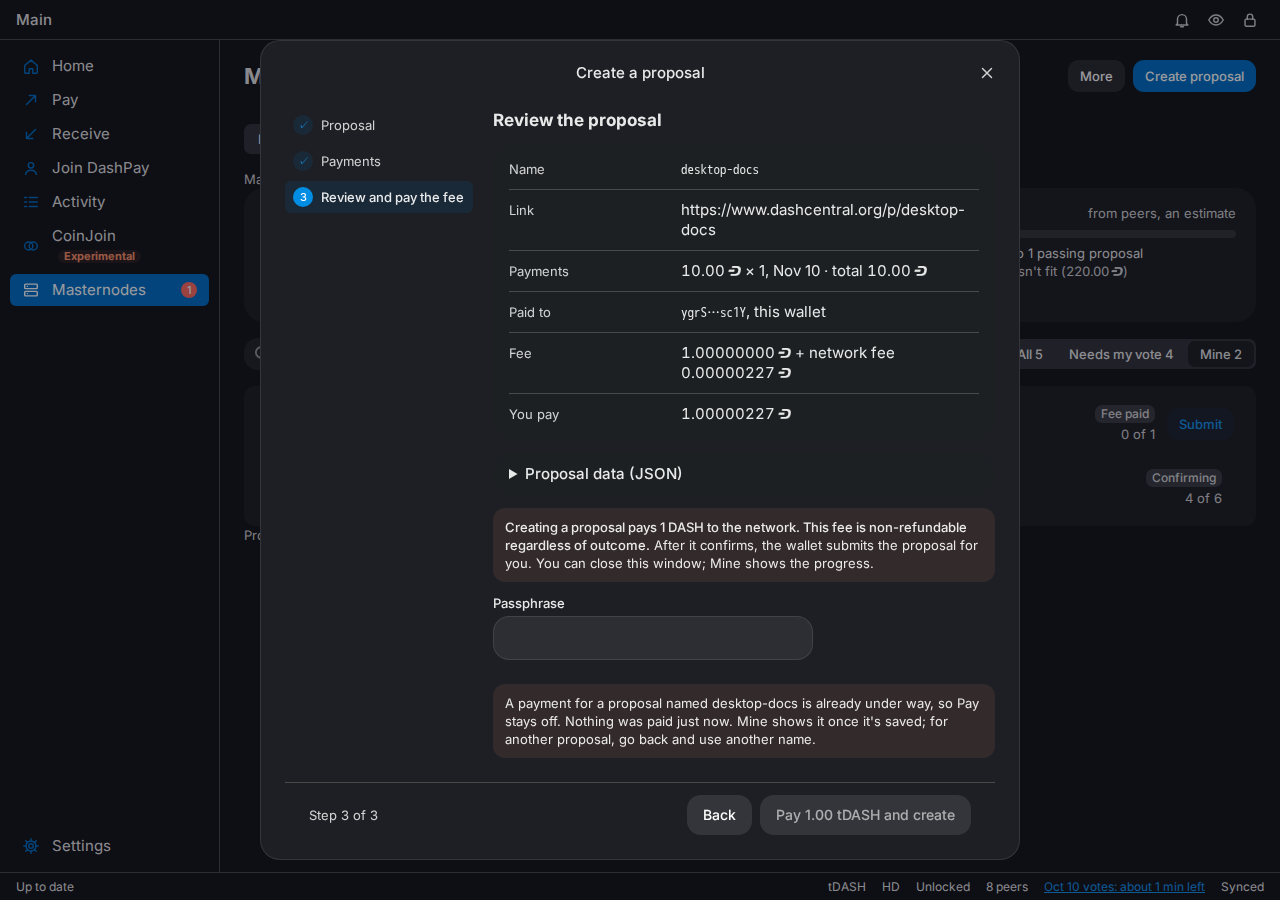 Main
Home
Pay
Receive
Join DashPay
Activity
CoinJoin
Experimental
Masternodes
1
Settings
More
Create proposal
Create a proposal
✓ Proposal
✓ Payments
3 Review and pay the fee
Review the proposal
Name desktop-docs
Link https://www.dashcentral.org/p/desktop-
docs
Payments 10.00 × 1, Nov 10 · total 10.00
Paid to ygrS···sc1Y, this wallet
Fee 1.00000000 + network fee
0.00000227
You pay 1.00000227
Proposal data (JSON)
Creating a proposal pays 1 DASH to the network. This fee is non-refundable
regardless of outcome. After it confirms, the wallet submits the proposal for
you. You can close this window; Mine shows the progress.
Passphrase
A payment for a proposal named desktop-docs is already under way, so Pay
stays off. Nothing was paid just now. Mine shows it once it's saved; for
another proposal, go back and use another name.
Step 3 of 3
Back
Pay 1.00 tDASH and create
from peers, an estimate
1 passing proposal
sn't fit (220.00)
All 5 Needs my vote 4 Mine 2
Fee paid
0 of 1
Submit
Confirming
4 of 6
Up to date
tDASH HD Unlocked 8 peers Oct 10 votes: about 1 min left Synced